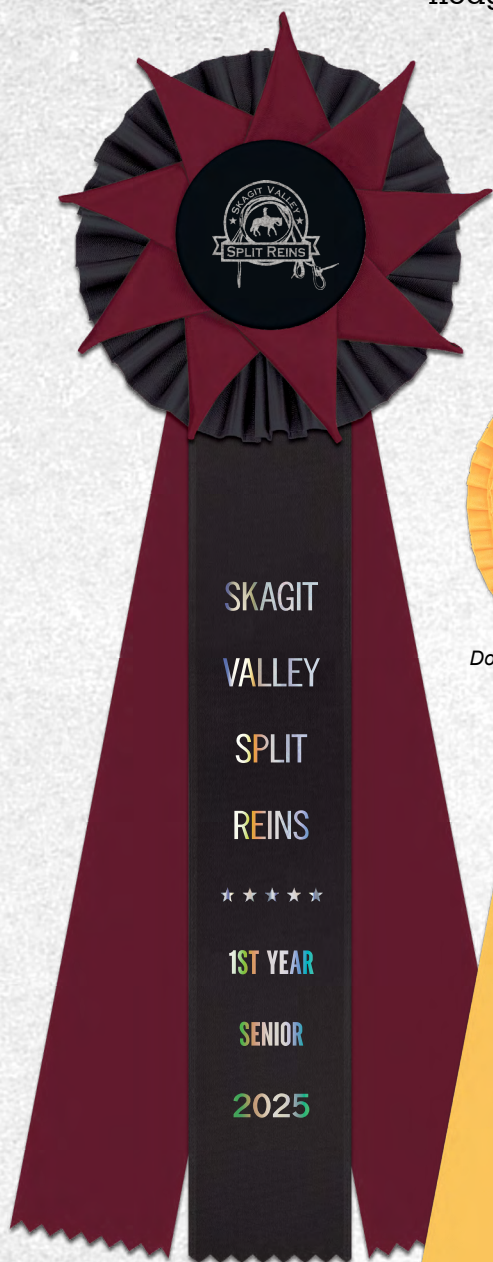 SKAGIT VALLEY
SPLIT REINS
SKAGIT
VALLEY
SPLIT
REINS
1ST YEAR
SENIOR
2025